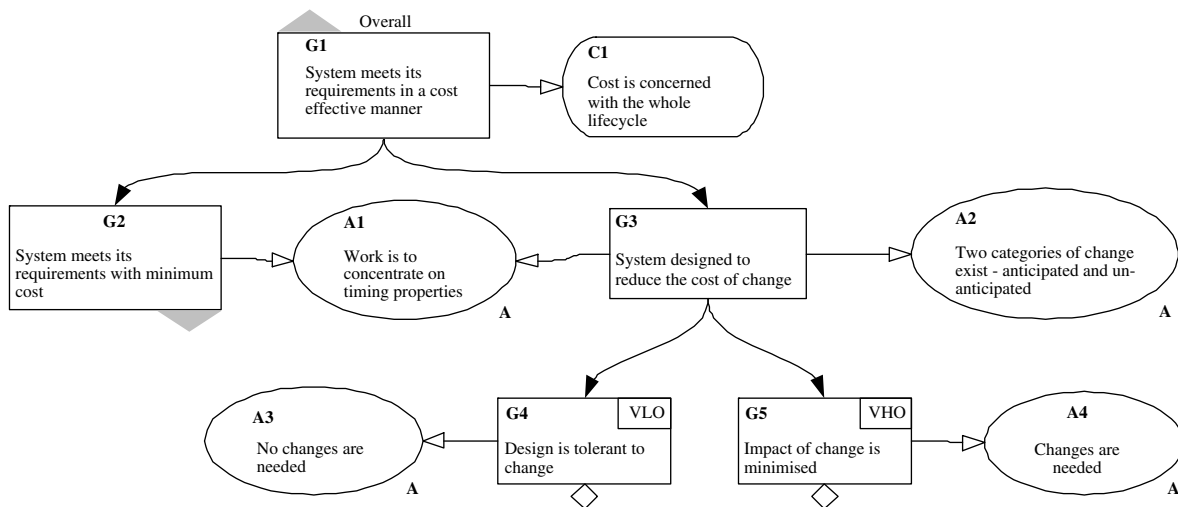 Overall
G1
System meets its
requirements in a cost
effective manner
C1
Cost is concerned
with the whole
lifecycle
G2
System meets its
requirements with minimum
cost
A1
Work is to
concentrate on
timing properties
A
G3
System designed to
reduce the cost of change
A2
Two categories of change
exist - anticipated and un-
anticipated
A
A3
No changes are
needed
A
G4
VLO
Design is tolerant to
change
G5
VHO
Impact of change is
minimised
A4
Changes are
needed
A